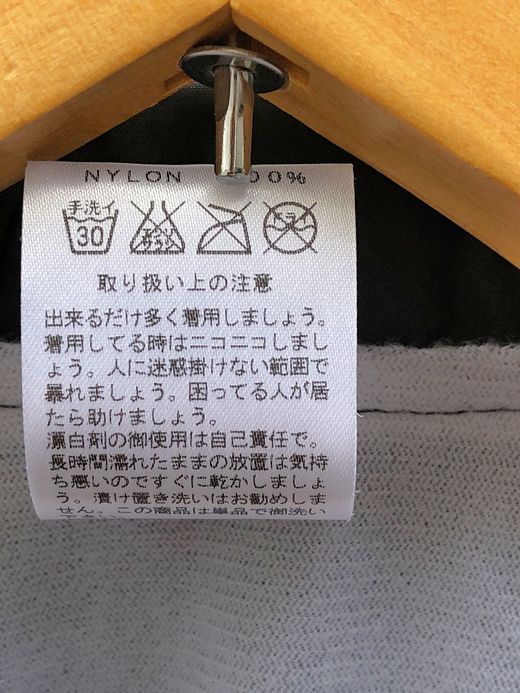 NYLON 00%
手洗イ ドライ
30 エンソ サラシ
取り扱い上の注意
出来るだけ多く着用しましょう。
着用してる時はニコニコしまし
ょう。人に迷惑掛けない範囲で
暴れましょう。困ってる人が居
たら助けましょう。
漂白剤の御使用は自己責任で。
長時間濡れたままの放置は気持
ち悪いのですぐに乾かしましょ
う。漬け置き洗いはお勧めしま
せん。この商品は単品で御洗い